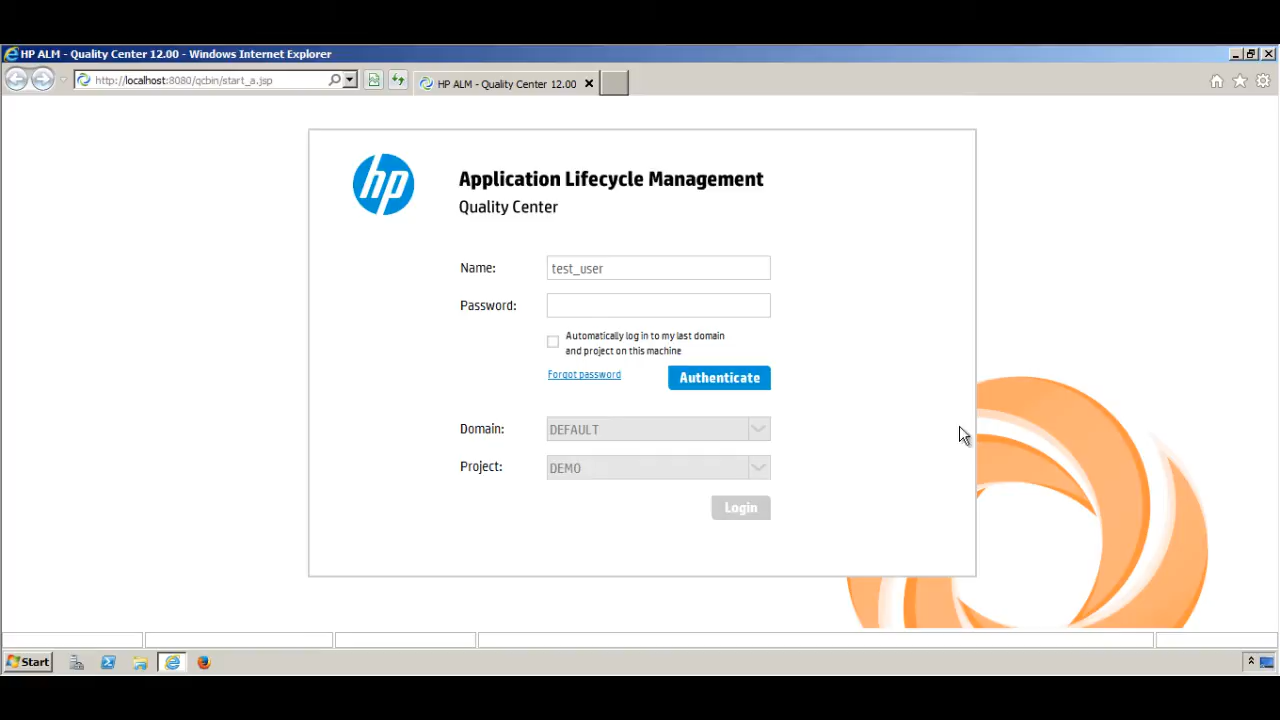 HP ALM - Quality Center 12.00 - Windows Internet Explorer
http://localhost:8080/qcbin/start_a.jsp
HP ALM - Quality Center 12.00
hp
Application Lifecycle Management
Quality Center
Name:
test_user
Password:
Automatically log in to my last domain
and project on this machine
Forgot password
Authenticate
Domain:
DEFAULT
Project:
DEMO
Login
Start